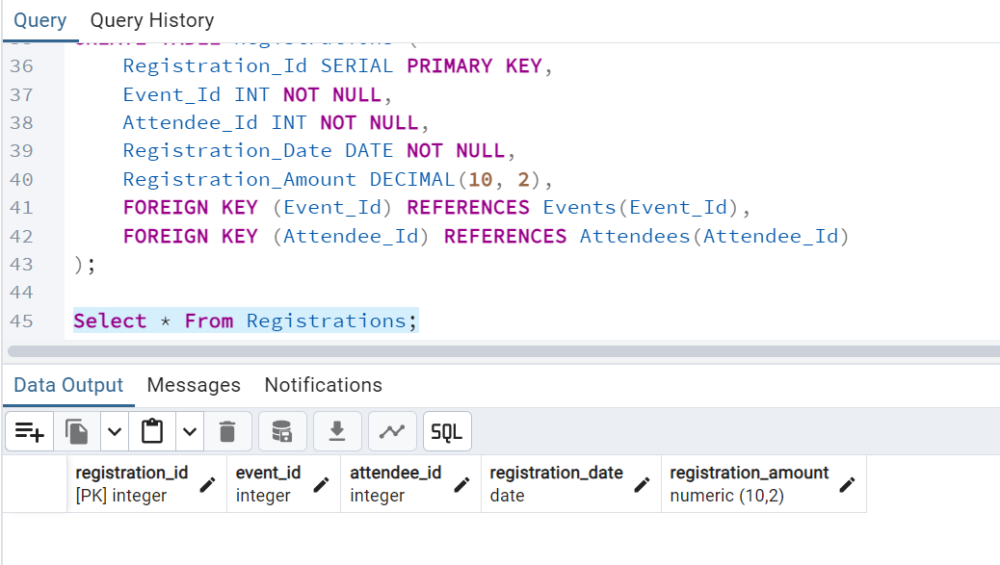 Query Query History
36 Registration_Id SERIAL PRIMARY KEY,
37 Event_Id INT NOT NULL,
38 Attendee_Id INT NOT NULL,
39 Registration_Date DATE NOT NULL,
40 Registration_Amount DECIMAL(10, 2),
41 FOREIGN KEY (Event_Id) REFERENCES Events(Event_Id),
42 FOREIGN KEY (Attendee_Id) REFERENCES Attendees(Attendee_Id)
43 );
44
45 Select * From Registrations;
Data Output Messages Notifications
SQL
registration_id event_id attendee_id registration_date registration_amount
[PK] integer integer integer date numeric (10,2)